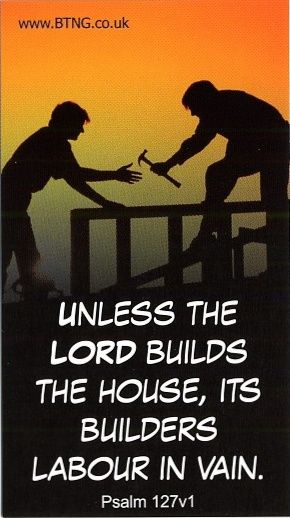 www.BTNG.co.uk
UNLESS THE
LORD BUILDS
THE HOUSE, ITS
BUILDERS
LABOUR IN VAIN.
Psalm 127v1